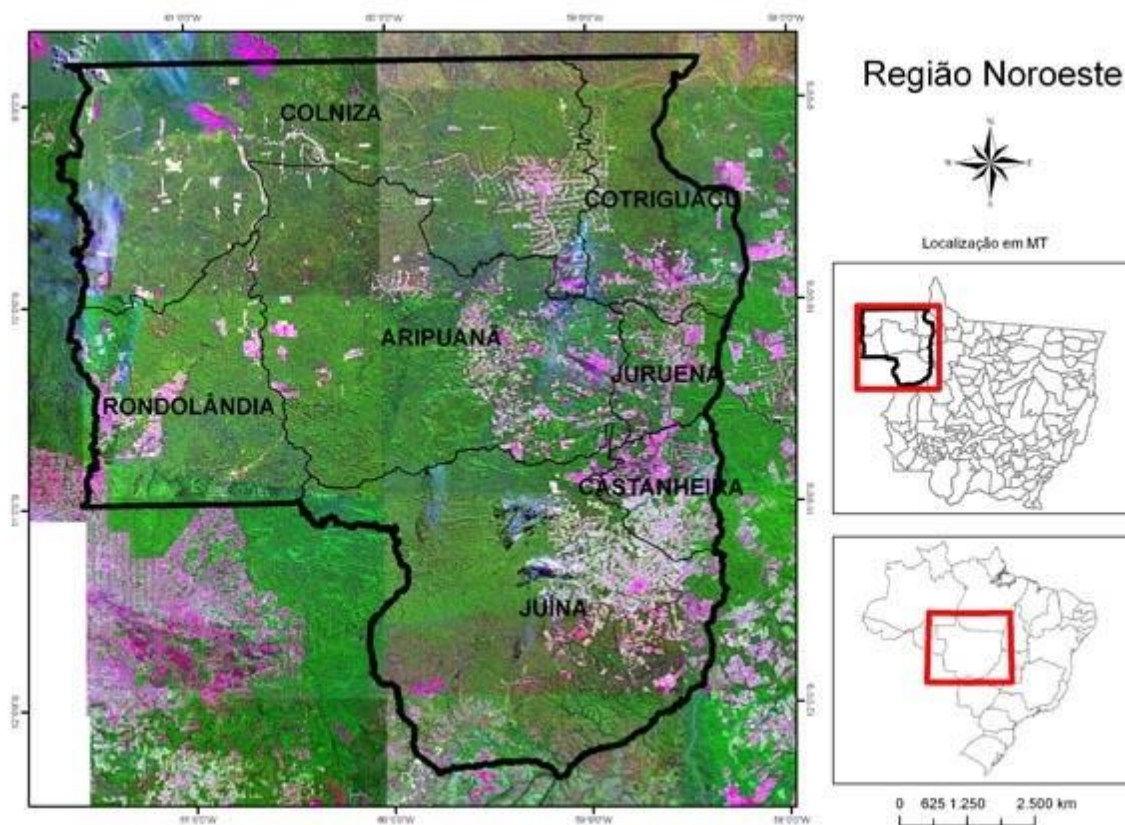 Região Noroeste
Localização em MT
COLNIZA
COTRIGUAÇU
ARIPUANÃ
JURUENA
RONDOLÂNDIA
CASTANHEIRA
JUÍNA
0 625 1.250 2.500 km